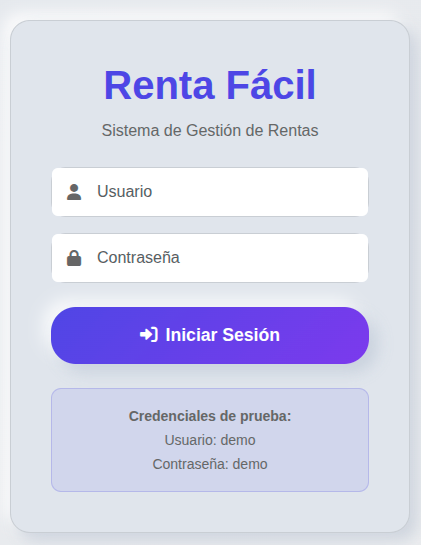 Renta Fácil
Sistema de Gestión de Rentas
Usuario
Contraseña
Iniciar Sesión
Credenciales de prueba:
Usuario: demo
Contraseña: demo